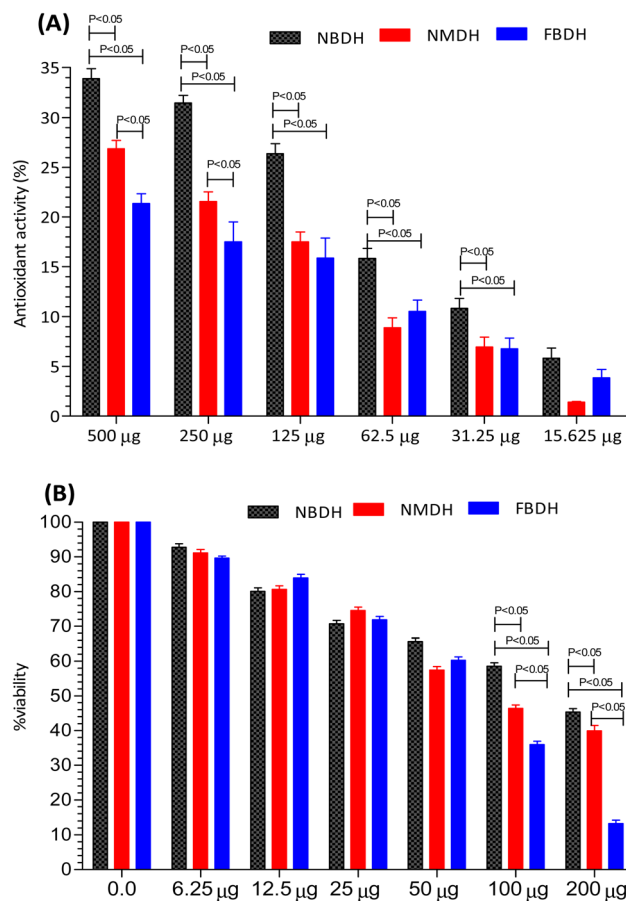 (A)
NBDH NMDH FBDH
P<0.05
P<0.05
P<0.05
P<0.05
P<0.05
P<0.05
P<0.05
P<0.05
P<0.05
P<0.05
P<0.05
P<0.05
Antioxidant activity (%)
35
30
25
20
15
10
5
0
500 µg 250 µg 125 µg 62.5 µg 31.25 µg 15.625 µg
(B)
NBDH NMDH FBDH
P<0.05
P<0.05
P<0.05
P<0.05
P<0.05
P<0.05
%viability
100
90
80
70
60
50
40
30
20
10
0
0.0 6.25 µg 12.5 µg 25 µg 50 µg 100 µg 200 µg